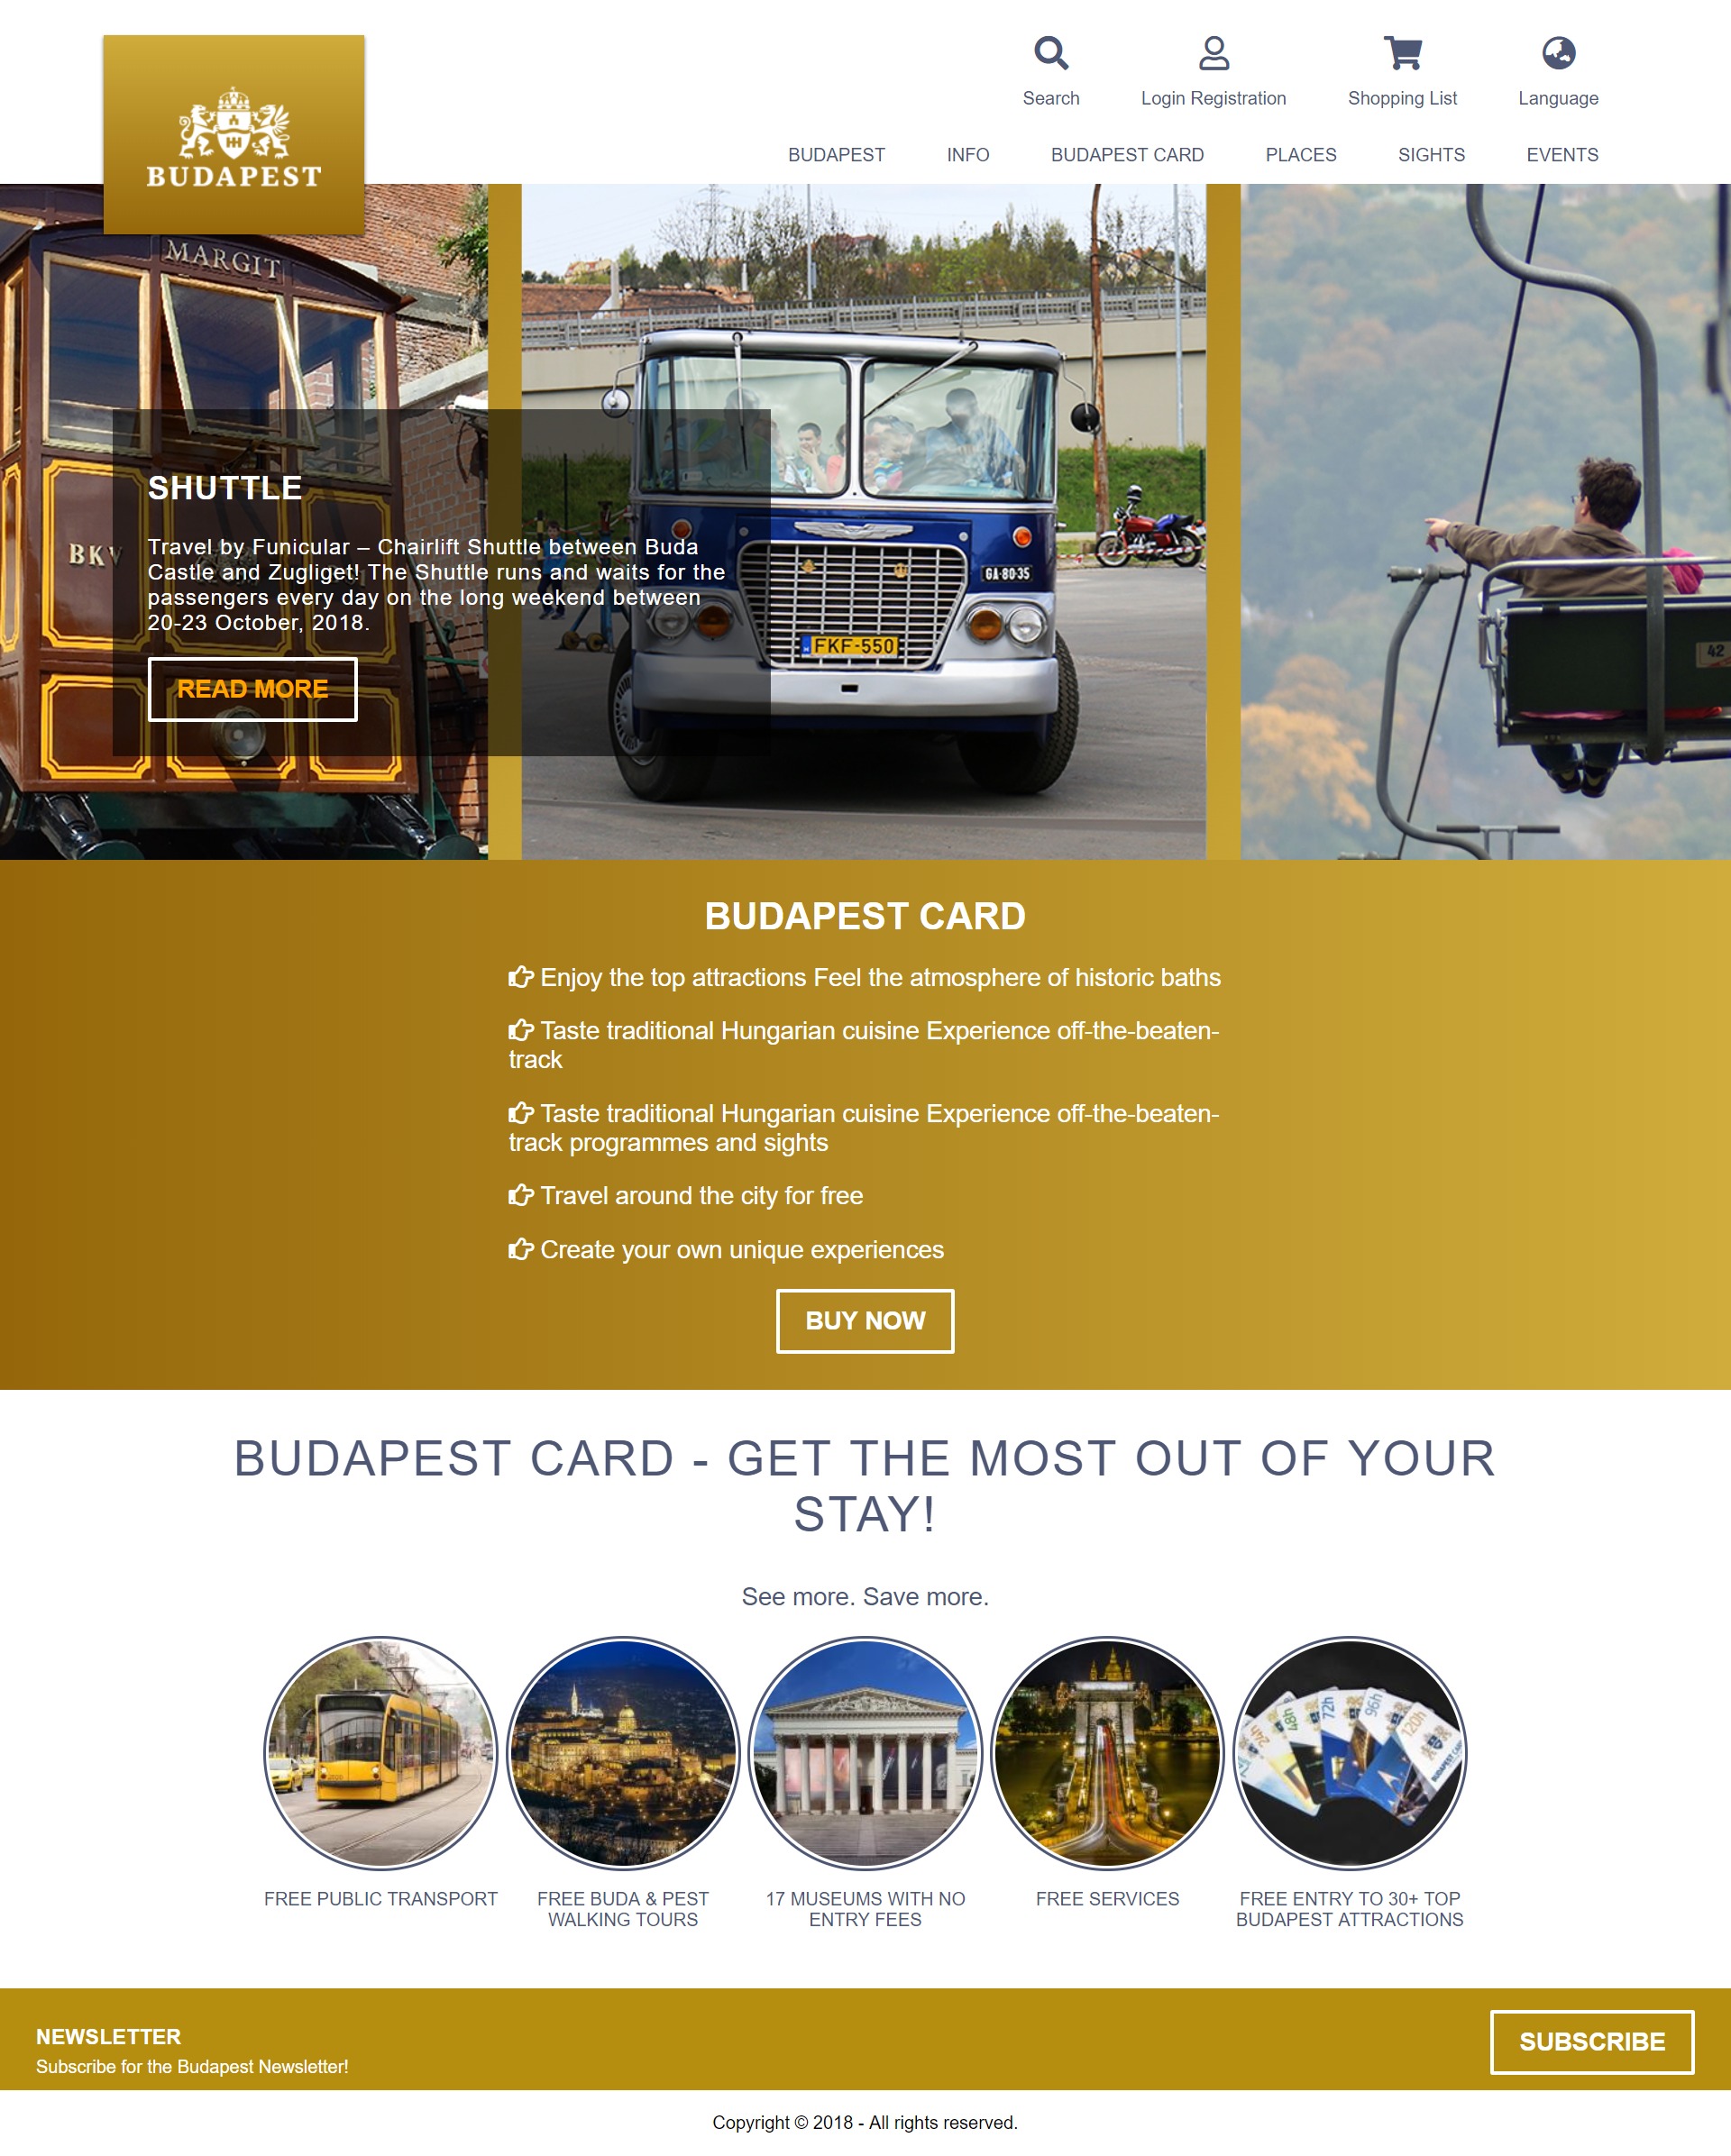 BUDAPEST
Search
Login Registration
Shopping List
Language
BUDAPEST
INFO
BUDAPEST CARD
PLACES
SIGHTS
EVENTS
MARGIT
BKV
GA-80-35
FKF-550
42
SHUTTLE
Travel by Funicular – Chairlift Shuttle between Buda
Castle and Zugliget! The Shuttle runs and waits for the
passengers every day on the long weekend between
20-23 October, 2018.
READ MORE
BUDAPEST CARD
Enjoy the top attractions Feel the atmosphere of historic baths
Taste traditional Hungarian cuisine Experience off-the-beaten-
track
Taste traditional Hungarian cuisine Experience off-the-beaten-
track programmes and sights
Travel around the city for free
Create your own unique experiences
BUY NOW
BUDAPEST CARD - GET THE MOST OUT OF YOUR
STAY!
See more. Save more.
24h
48h
72h
96h
120h
FREE PUBLIC TRANSPORT
FREE BUDA & PEST
WALKING TOURS
17 MUSEUMS WITH NO
ENTRY FEES
FREE SERVICES
FREE ENTRY TO 30+ TOP
BUDAPEST ATTRACTIONS
NEWSLETTER
Subscribe for the Budapest Newsletter!
SUBSCRIBE
Copyright © 2018 - All rights reserved.